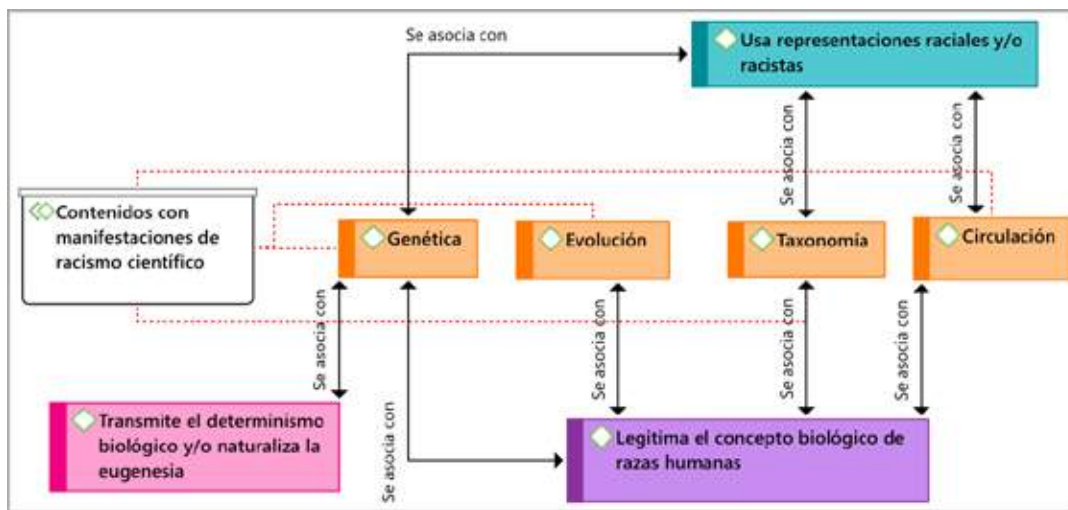 Se asocia con
Usa representaciones raciales y/o
racistas
Se asocia con
Se asocia con
Contenidos con
manifestaciones de
racismo científico
Genética
Evolución
Taxonomía
Circulación
Se asocia con
Se asocia con
Se asocia con
Se asocia con
Se asocia con
Transmite el determinismo
biológico y/o naturaliza la
eugenesia
Legitima el concepto biológico de
razas humanas